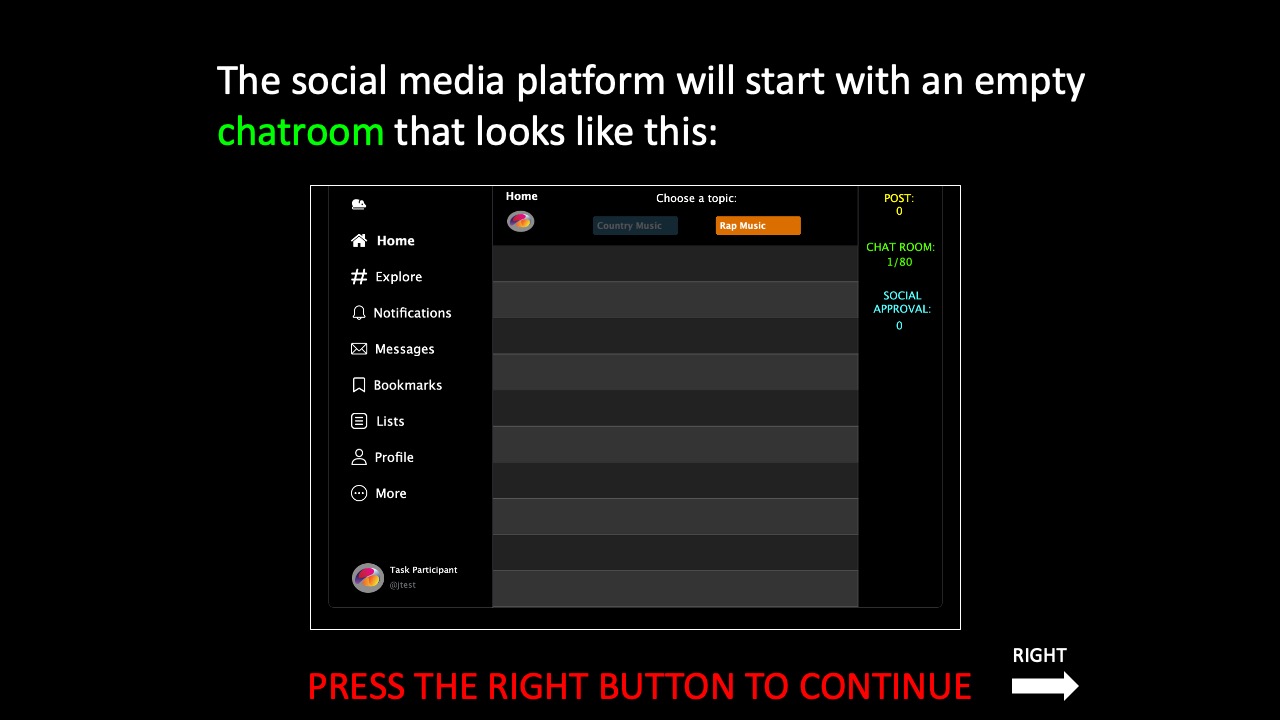 The social media platform will start with an empty
chatroom that looks like this:
Home
Explore
Notifications
Messages
Bookmarks
Lists
Profile
More
Task Participant
@jtest
Home
Choose a topic:
Country Music
Rap Music
POST:
0
CHAT ROOM:
1/80
SOCIAL
APPROVAL:
0
RIGHT
PRESS THE RIGHT BUTTON TO CONTINUE